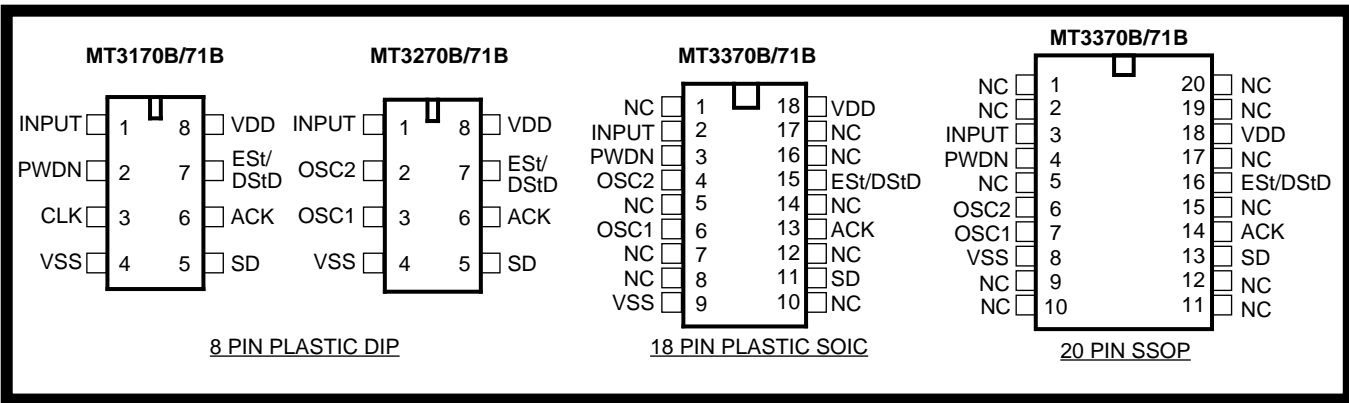 MT3170B/71B
INPUT 1 8 VDD
PWDN 2 7 ESt/
DStD
CLK 3 6 ACK
VSS 4 5 SD
MT3270B/71B
INPUT 1 8 VDD
OSC2 2 7 ESt/
DStD
OSC1 3 6 ACK
VSS 4 5 SD
8 PIN PLASTIC DIP
MT3370B/71B
NC 1 18 VDD
INPUT 2 17 NC
PWDN 3 16 NC
OSC2 4 15 ESt/DStD
NC 5 14 NC
OSC1 6 13 ACK
NC 7 12 NC
NC 8 11 SD
VSS 9 10 NC
18 PIN PLASTIC SOIC
MT3370B/71B
NC 1 20 NC
NC 2 19 NC
INPUT 3 18 VDD
PWDN 4 17 NC
NC 5 16 ESt/DStD
OSC2 6 15 NC
OSC1 7 14 ACK
VSS 8 13 SD
NC 9 12 NC
NC 10 11 NC
20 PIN SSOP